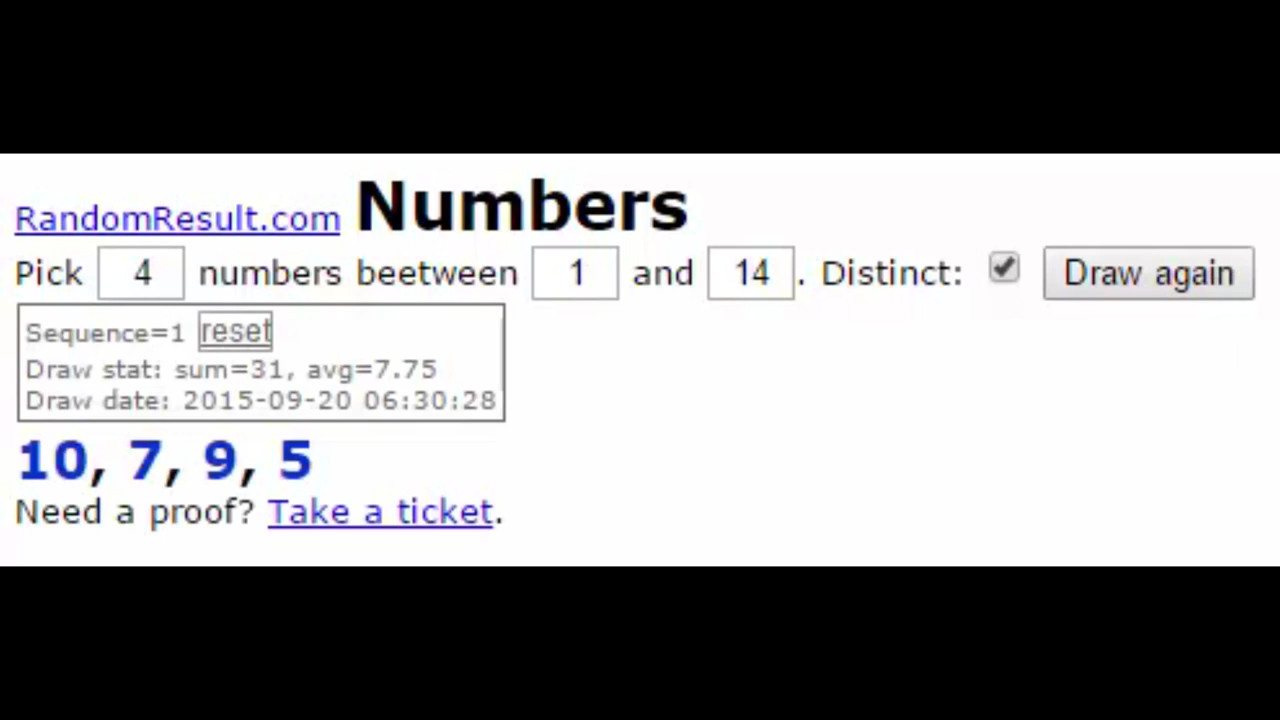 RandomResult.com Numbers
Pick 4 numbers beetween 1 and 14. Distinct: Draw again
Sequence=1 reset
Draw stat: sum=31, avg=7.75
Draw date: 2015-09-20 06:30:28
10, 7, 9, 5
Need a proof? Take a ticket.